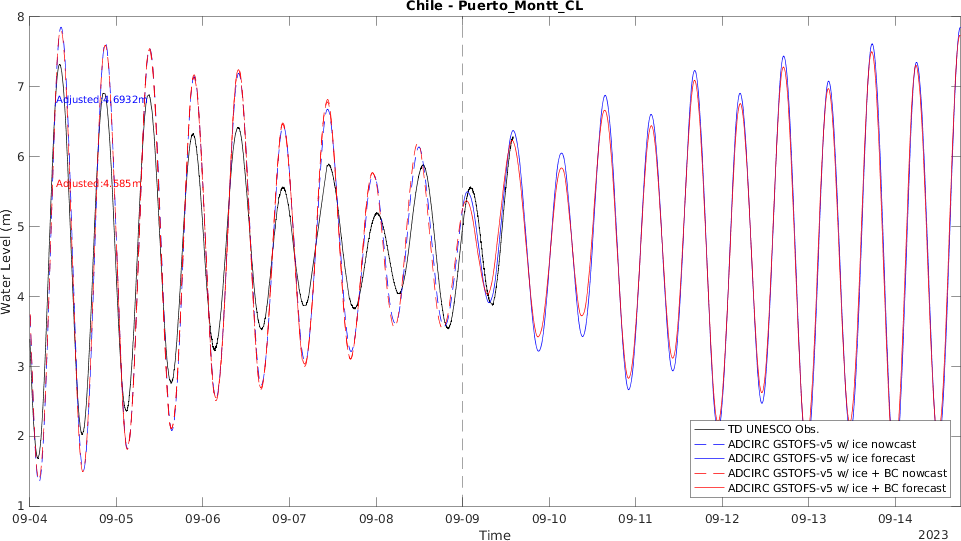 Chile - Puerto_Montt_CL
8
7
6
5
4
3
2
1
Water Level (m)
Adjusted:4.6932m
Adjusted:4.685m
TD UNESCO Obs.
ADCIRC GSTOFS-v5 w/ ice nowcast
ADCIRC GSTOFS-v5 w/ ice forecast
ADCIRC GSTOFS-v5 w/ ice + BC nowcast
ADCIRC GSTOFS-v5 w/ ice + BC forecast
09-04 09-05 09-06 09-07 09-08 09-09 09-10 09-11 09-12 09-13 09-14
Time
2023